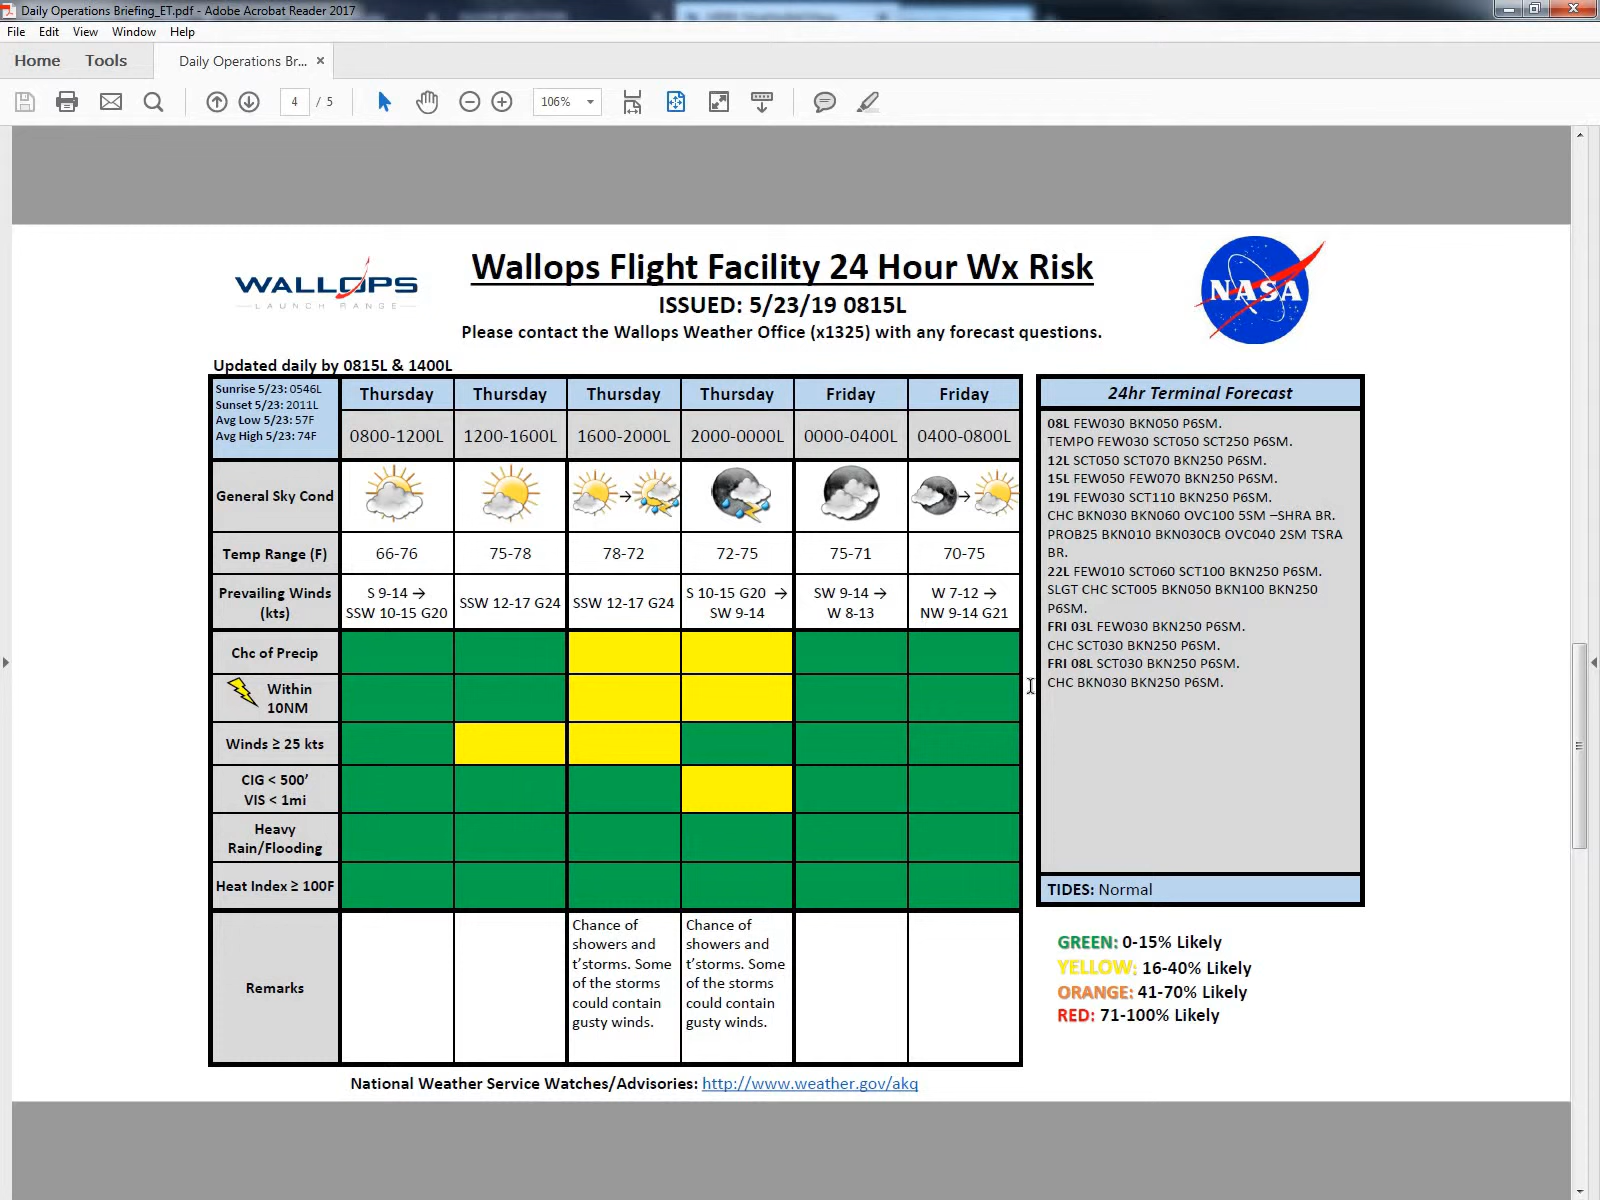 Daily Operations Briefing_ET.pdf - Adobe Acrobat Reader 2017
File Edit View Window Help
Home Tools Daily Operations Br... ×
4 / 5 106%
WALLOPS
LAUNCH RANGE
Wallops Flight Facility 24 Hour Wx Risk
ISSUED: 5/23/19 0815L
Please contact the Wallops Weather Office (x1325) with any forecast questions.
NASA
Updated daily by 0815L & 1400L
Sunrise 5/23: 0546L
Sunset 5/23: 2011L
Avg Low 5/23: 57F
Avg High 5/23: 74F
Thursday Thursday Thursday Thursday Friday Friday
0800-1200L 1200-1600L 1600-2000L 2000-0000L 0000-0400L 0400-0800L
General Sky Cond
Temp Range (F) 66-76 75-78 78-72 72-75 75-71 70-75
Prevailing Winds
(kts)
S 9-14 →
SSW 10-15 G20
SSW 12-17 G24
SSW 12-17 G24
S 10-15 G20 →
SW 9-14
SW 9-14 →
W 8-13
W 7-12 →
NW 9-14 G21
Chc of Precip
Within
10NM
Winds ≥ 25 kts
CIG < 500’
VIS < 1mi
Heavy
Rain/Flooding
Heat Index ≥ 100F
Remarks
Chance of
showers and
t’storms. Some
of the storms
could contain
gusty winds.
Chance of
showers and
t’storms. Some
of the storms
could contain
gusty winds.
24hr Terminal Forecast
08L FEW030 BKN050 P6SM.
TEMPO FEW030 SCT050 SCT250 P6SM.
12L SCT050 SCT070 BKN250 P6SM.
15L FEW050 FEW070 BKN250 P6SM.
19L FEW030 SCT110 BKN250 P6SM.
CHC BKN030 BKN060 OVC100 5SM –SHRA BR.
PROB25 BKN010 BKN030CB OVC040 2SM TSRA
BR.
22L FEW010 SCT060 SCT100 BKN250 P6SM.
SLGT CHC SCT005 BKN050 BKN100 BKN250
P6SM.
FRI 03L FEW030 BKN250 P6SM.
CHC SCT030 BKN250 P6SM.
FRI 08L SCT030 BKN250 P6SM.
CHC BKN030 BKN250 P6SM.
TIDES: Normal
GREEN: 0-15% Likely
YELLOW: 16-40% Likely
ORANGE: 41-70% Likely
RED: 71-100% Likely
National Weather Service Watches/Advisories: http://www.weather.gov/akq